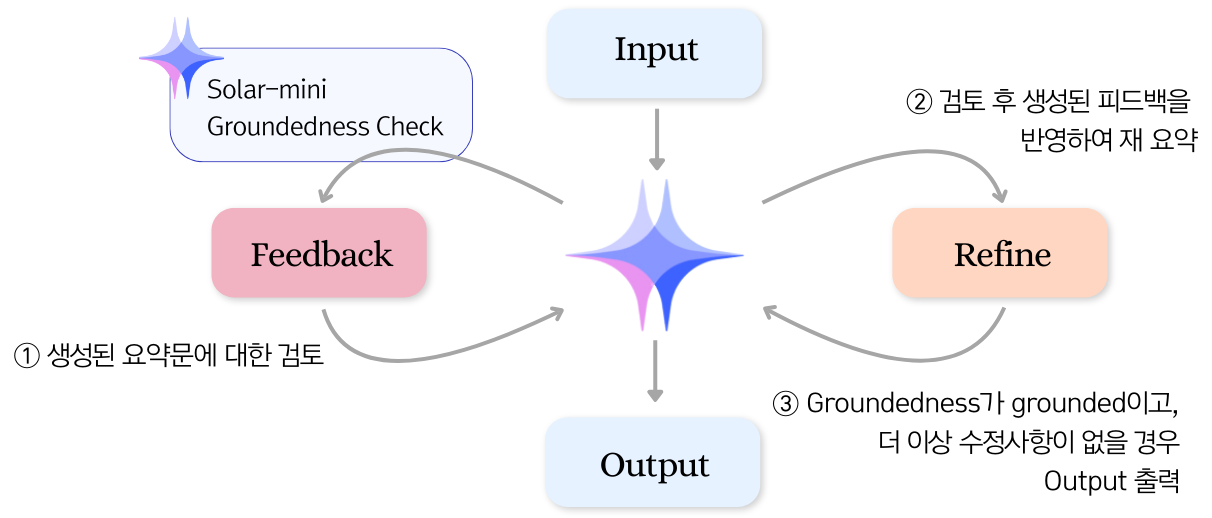 Input
Solar-mini
Groundedness Check
② 검토 후 생성된 피드백을
반영하여 재 요약
Feedback
Refine
① 생성된 요약문에 대한 검토
③ Groundedness가 grounded이고,
더 이상 수정사항이 없을 경우
Output 출력
Output